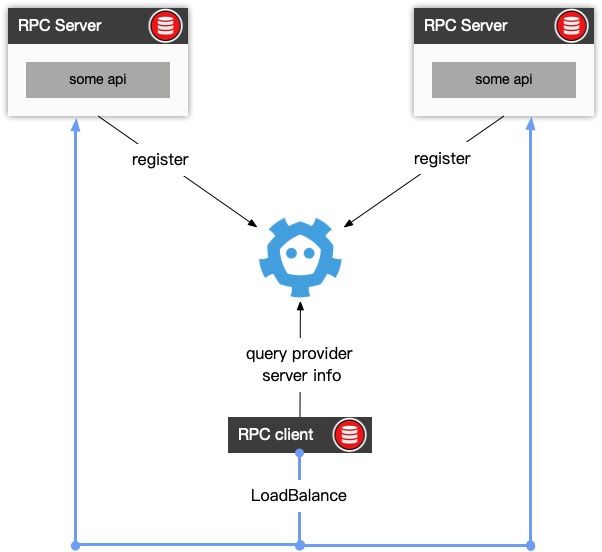 RPC Server
RPC Server
some api
some api
register
register
query provider
server info
RPC client
LoadBalance